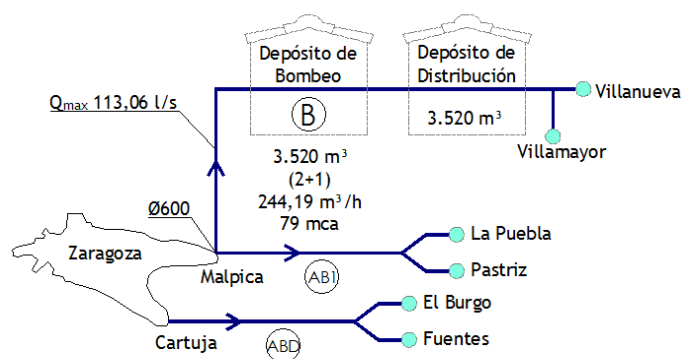 Depósito de
Bombeo
Depósito de
Distribución
Qmax 113,06 l/s
B
3.520 m³
Villanueva
Villamayor
3.520 m³
(2+1)
244,19 m³/h
79 mca
Ø600
Zaragoza
Malpica
AB1
La Puebla
Pastriz
El Burgo
Cartuja
ABD
Fuentes